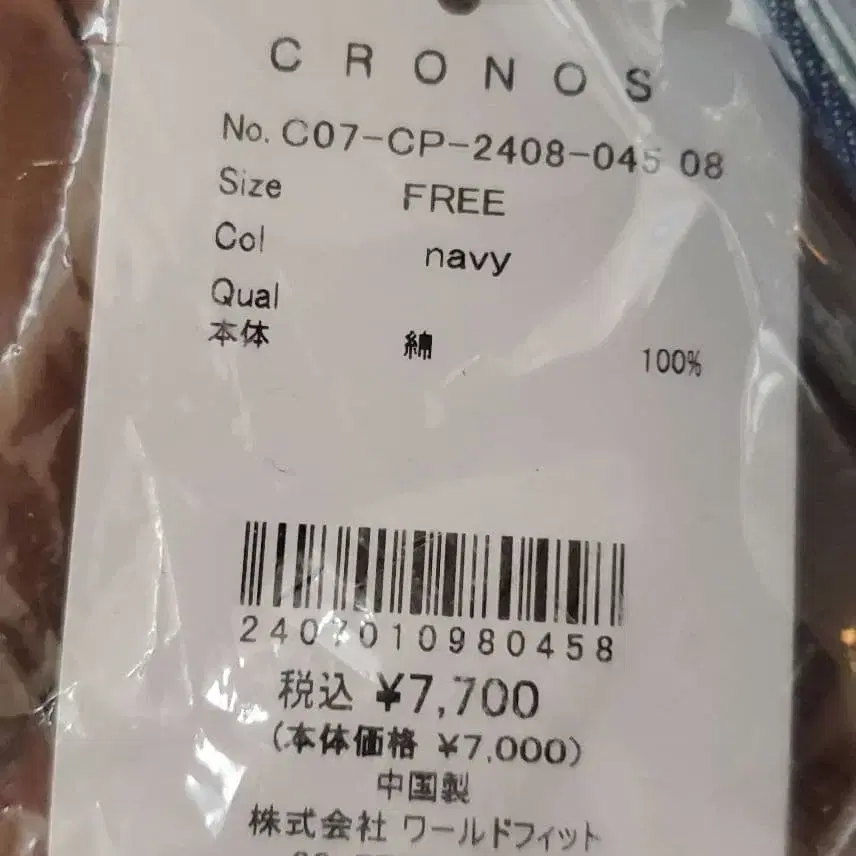 CRONOS
No. C07-CP-2408-045 08
Size FREE
Col navy
Qual
本体 綿 100%
2407010980458
税込 ¥7,700
(本体価格 ¥7,000)
中国製
株式会社 ワールドフィット